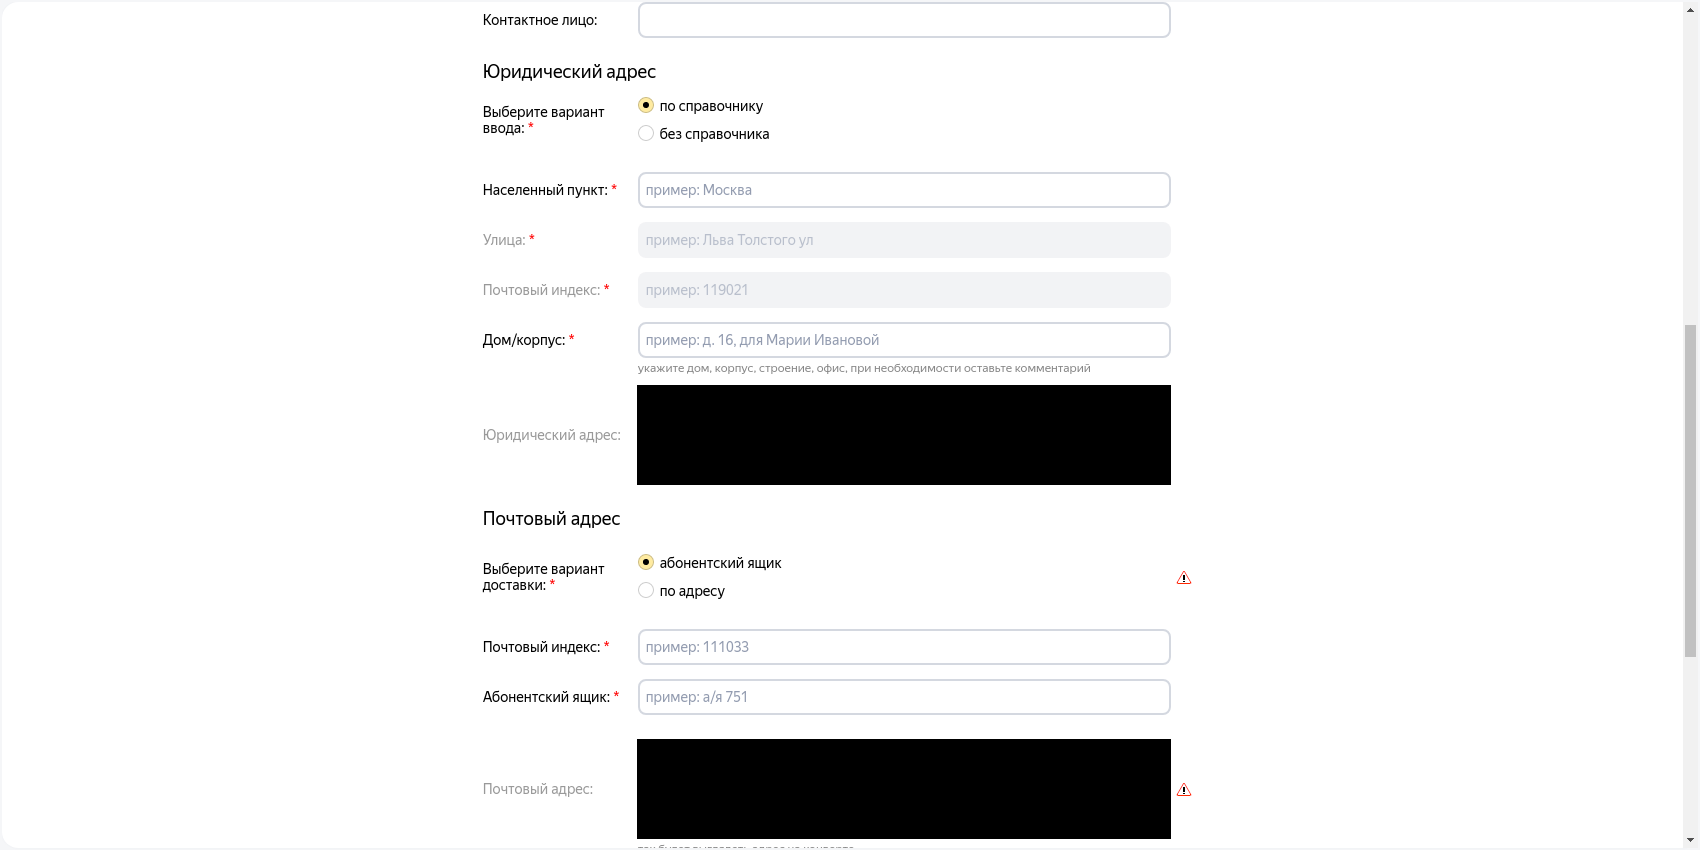 Контактное лицо:
Юридический адрес
Выберите вариант
ввода: *
по справочнику
без справочника
Населенный пункт: *
пример: Москва
Улица: *
пример: Льва Толстого ул
Почтовый индекс: *
пример: 119021
Дом/корпус: *
пример: д. 16, для Марии Ивановой
укажите дом, корпус, строение, офис, при необходимости оставьте комментарий
Юридический адрес:
Почтовый адрес
Выберите вариант
доставки: *
абонентский ящик
по адресу
Почтовый индекс: *
пример: 111033
Абонентский ящик: *
пример: а/я 751
Почтовый адрес: